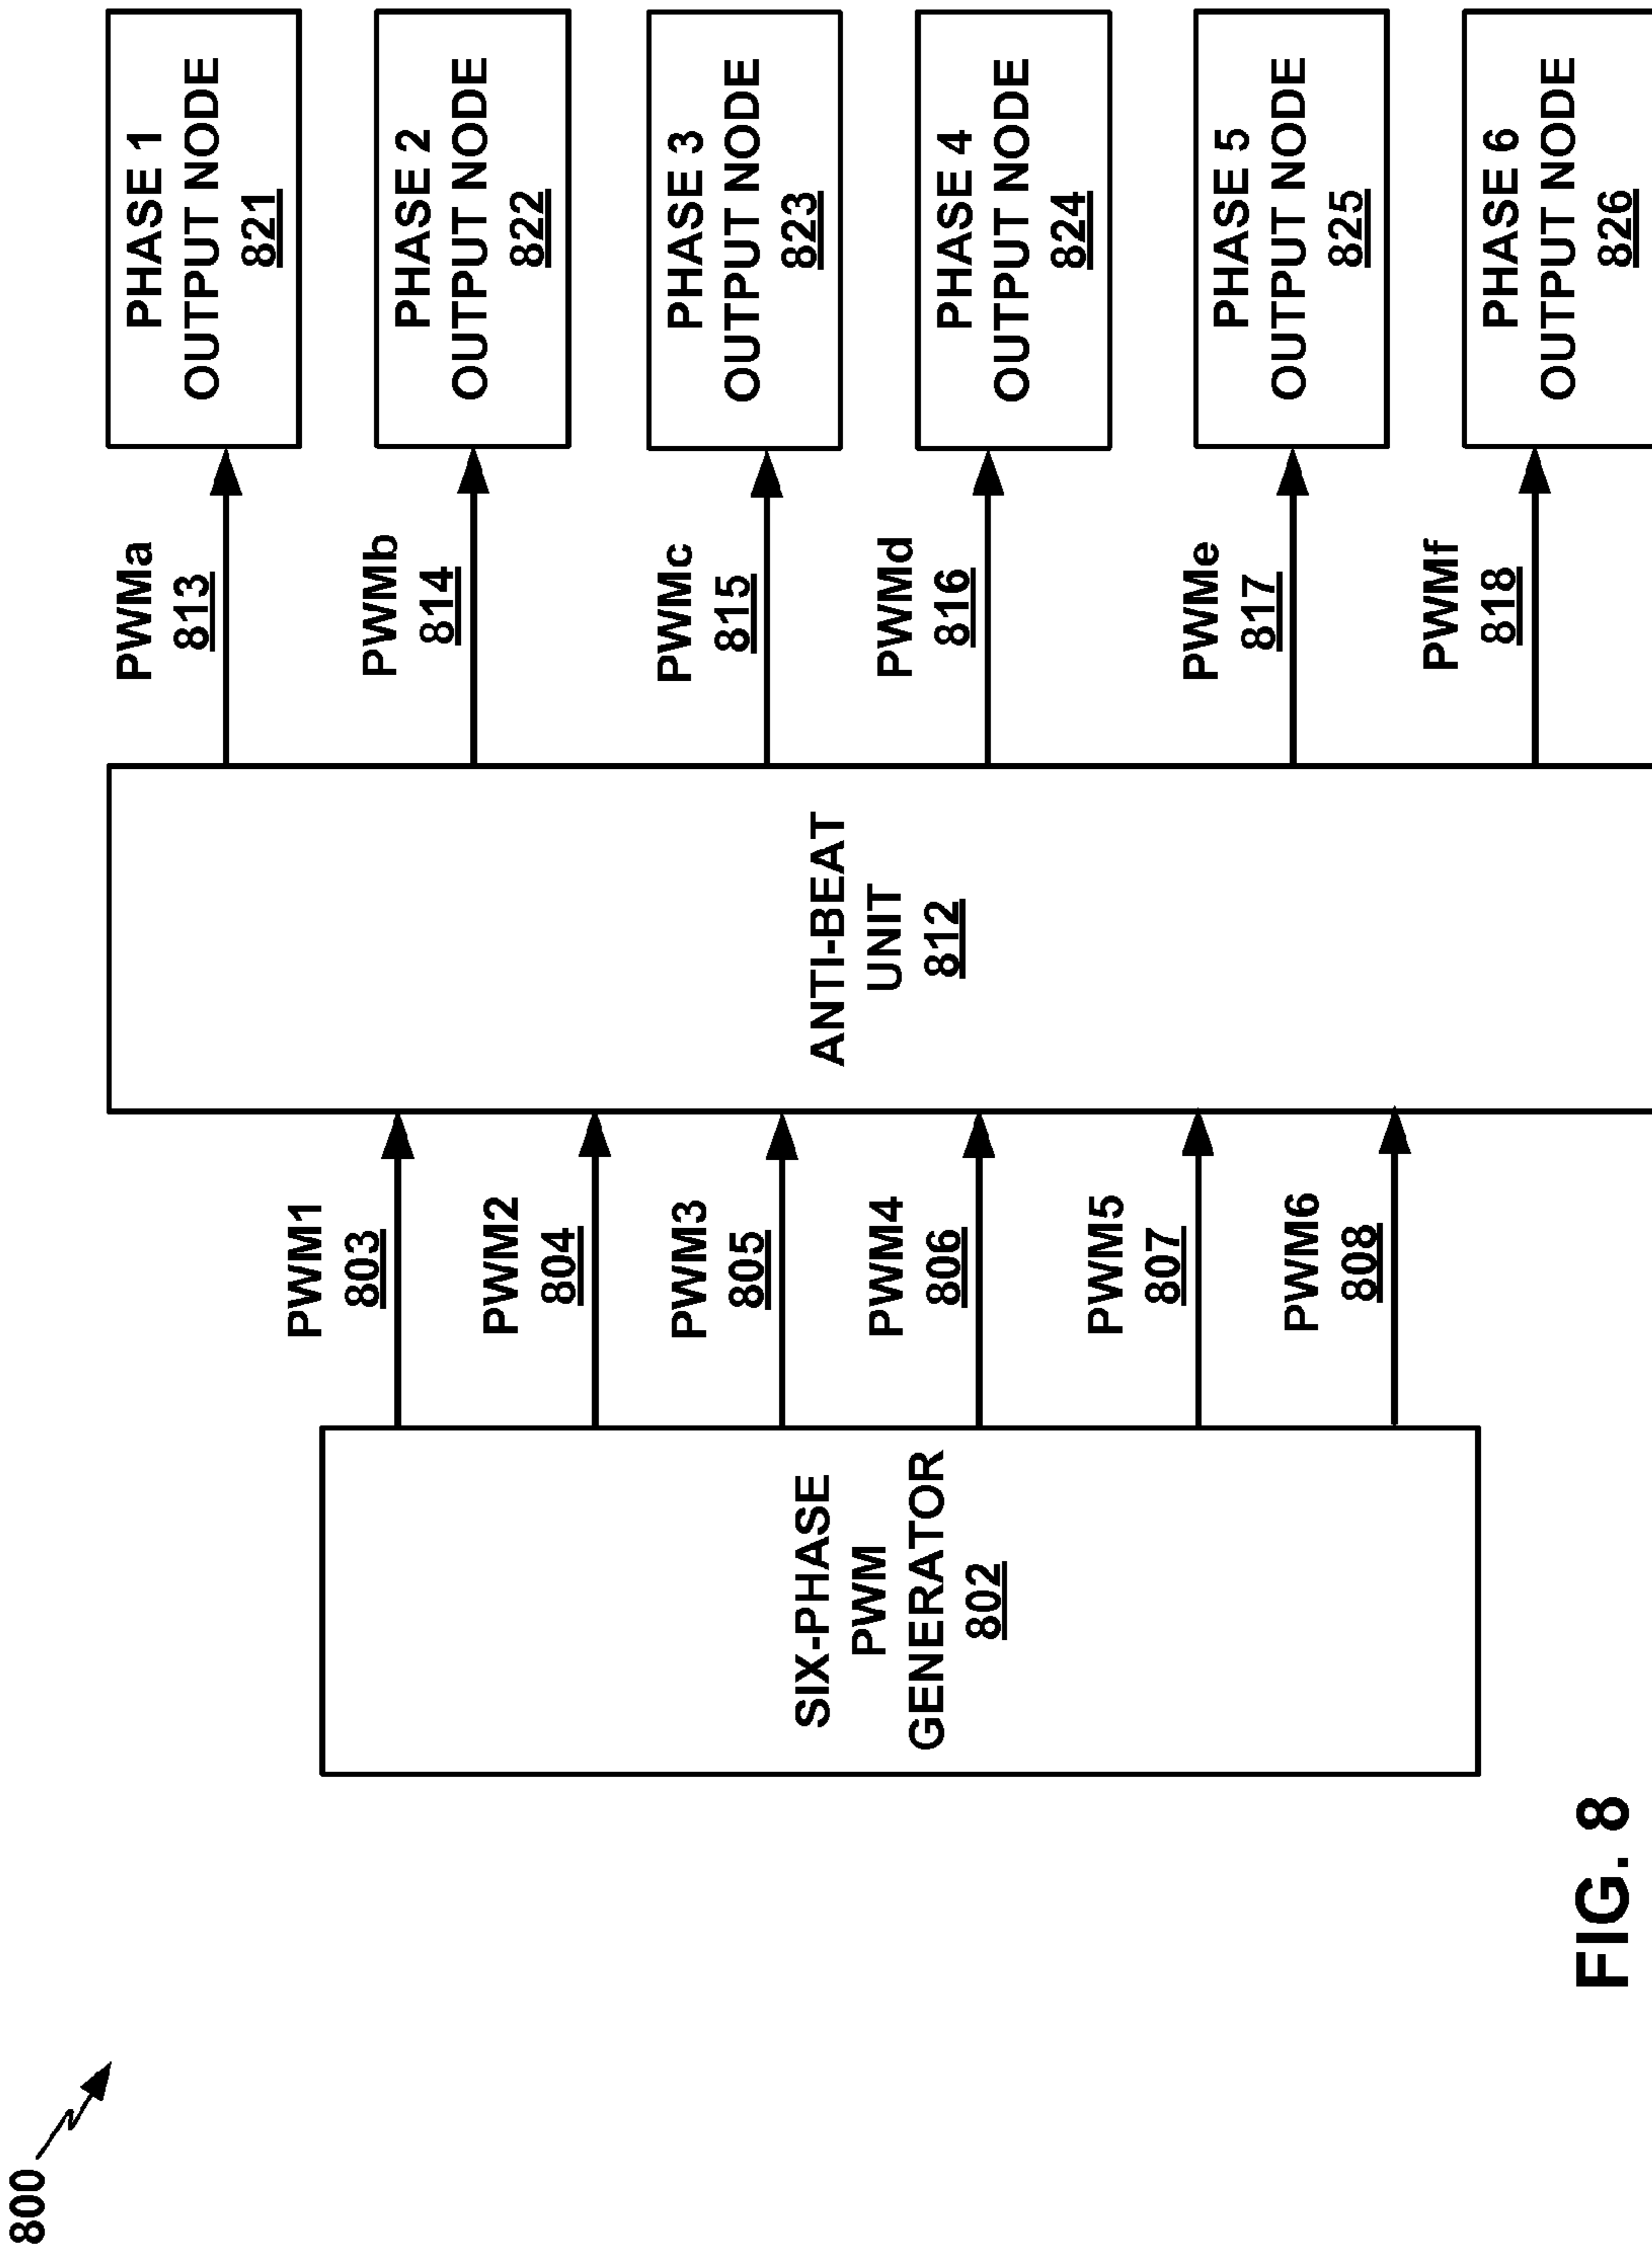 800
SIX-PHASE
PWM
GENERATOR
802
PWM1
803
PWM2
804
PWM3
805
PWM4
806
PWM5
807
PWM6
808
ANTI-BEAT
UNIT
812
PWMa
813
PWMb
814
PWMc
815
PWMd
816
PWMe
817
PWMf
818
PHASE 1
OUTPUT NODE
821
PHASE 2
OUTPUT NODE
822
PHASE 3
OUTPUT NODE
823
PHASE 4
OUTPUT NODE
824
PHASE 5
OUTPUT NODE
825
PHASE 6
OUTPUT NODE
826
FIG. 8